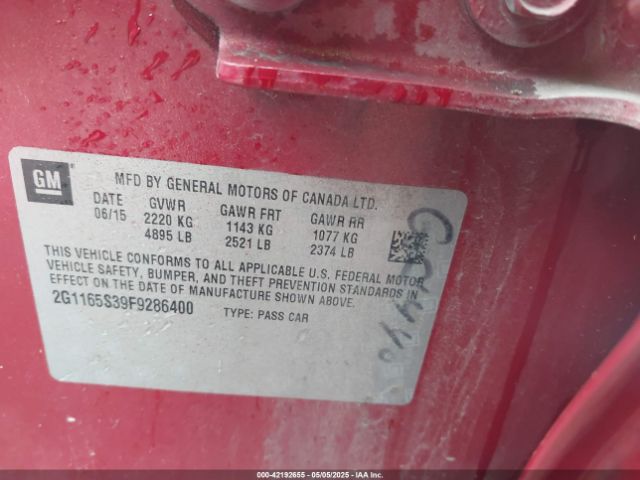 GM
MFD BY GENERAL MOTORS OF CANADA LTD.
DATE GVWR GAWR FRT GAWR RR
06/15 2220 KG 1143 KG 1077 KG
4895 LB 2521 LB 2374 LB
THIS VEHICLE CONFORMS TO ALL APPLICABLE U.S. FEDERAL MOTOR
VEHICLE SAFETY, BUMPER, AND THEFT PREVENTION STANDARDS IN
EFFECT ON THE DATE OF MANUFACTURE SHOWN ABOVE.
2G1165S39F9286400 TYPE: PASS CAR
000-42192655 - 05/05/2025 - IAAI.COM